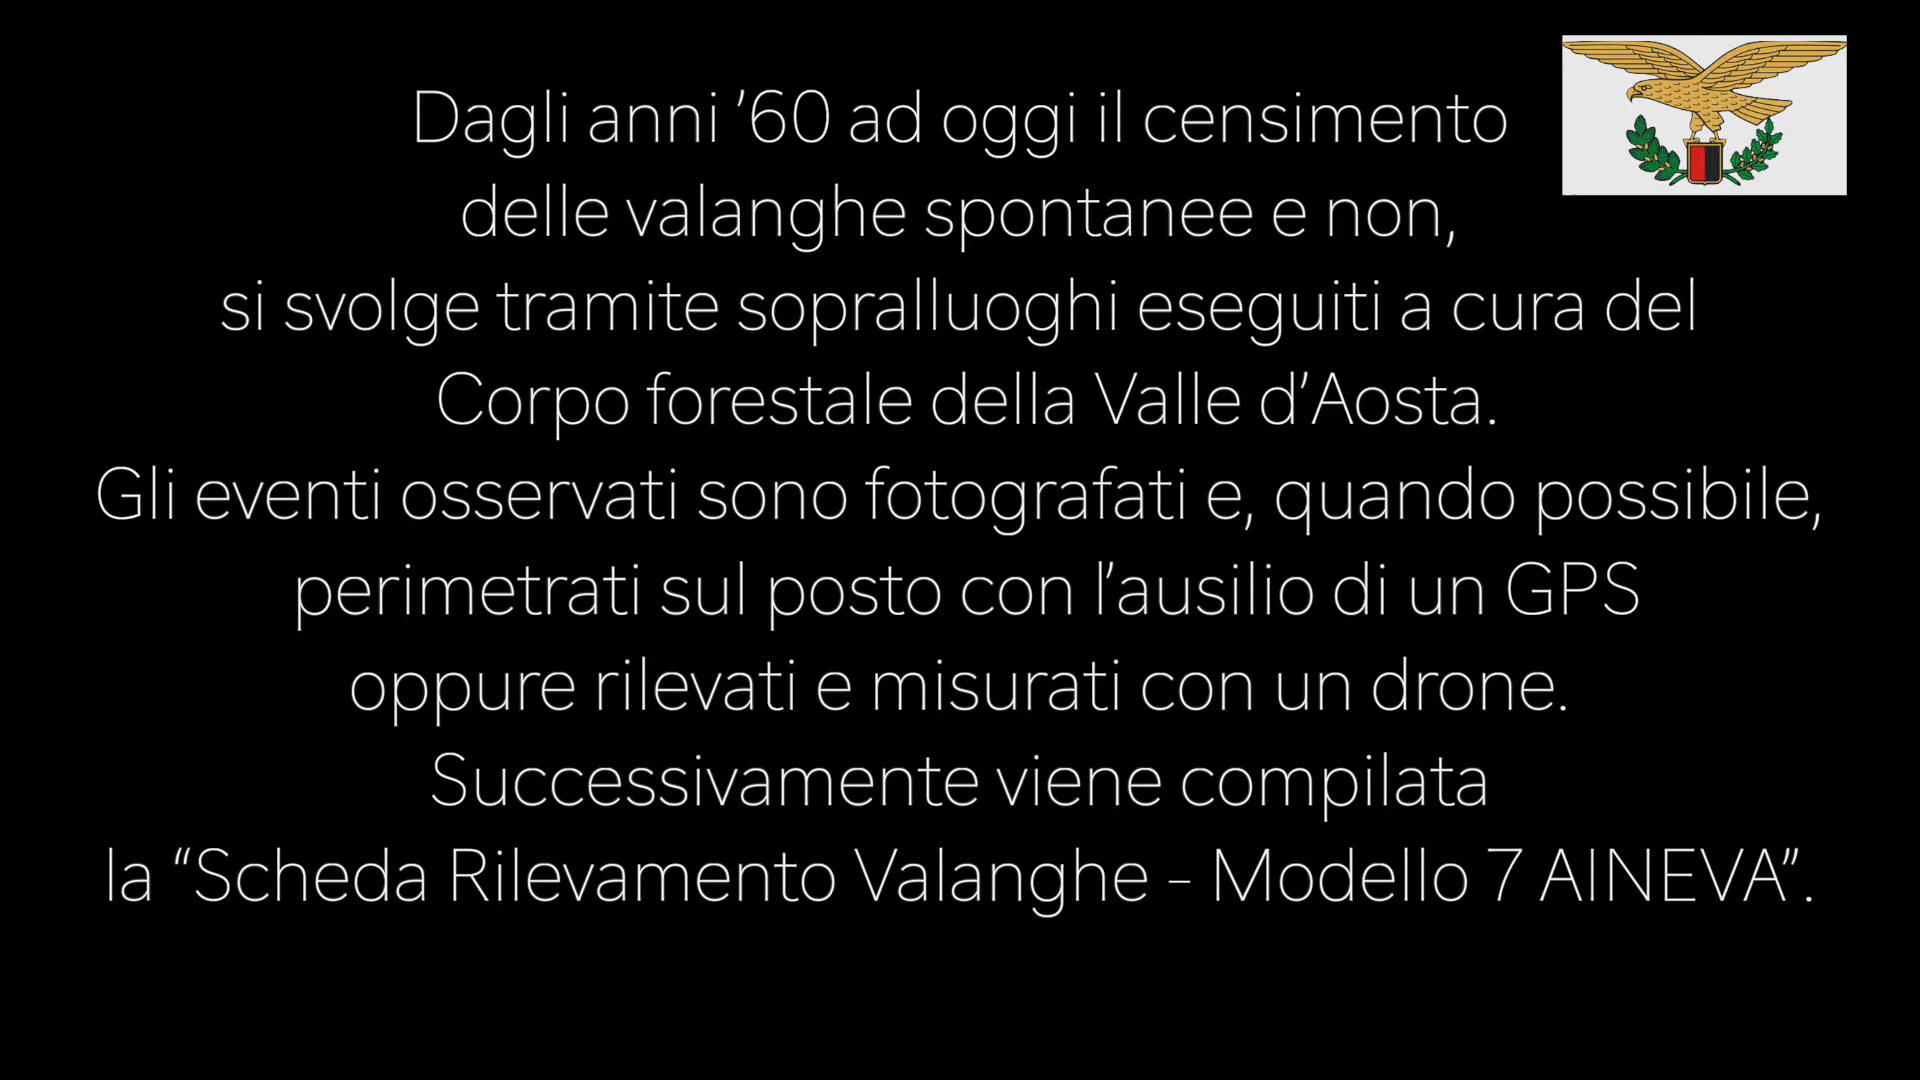 Dagli anni ’60 ad oggi il censimento
delle valanghe spontanee e non,
si svolge tramite sopralluoghi eseguiti a cura del
Corpo forestale della Valle d’Aosta.
Gli eventi osservati sono fotografati e, quando possibile,
perimetrati sul posto con l’ausilio di un GPS
oppure rilevati e misurati con un drone.
Successivamente viene compilata
la “Scheda Rilevamento Valanghe - Modello 7 AINEVA”.